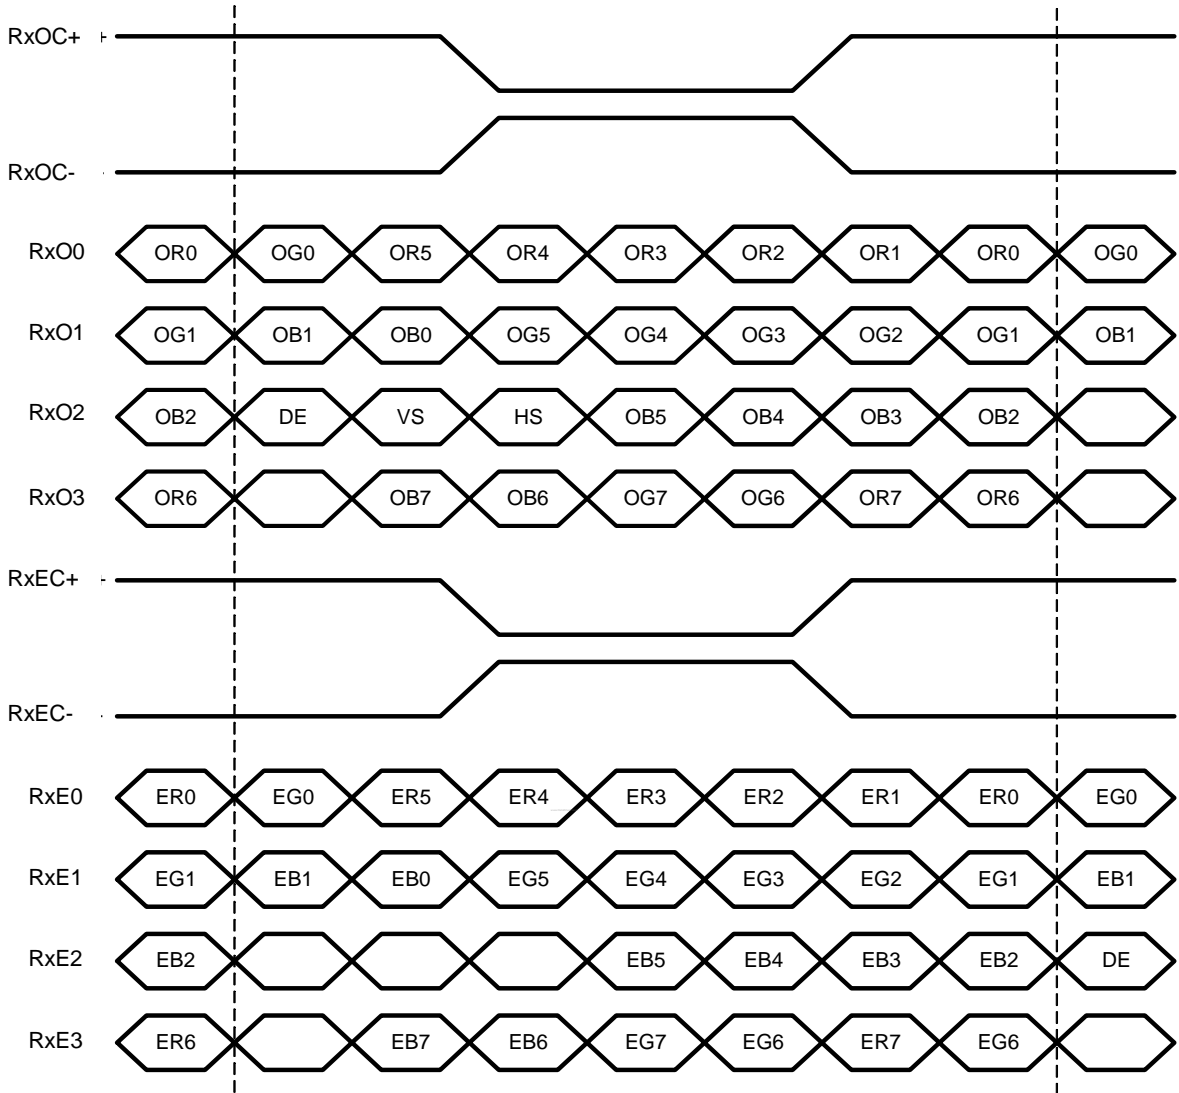 RxOC+ +
RxOC-
RxO0 OR0 OG0 OR5 OR4 OR3 OR2 OR1 OR0 OG0
RxO1 OG1 OB1 OB0 OG5 OG4 OG3 OG2 OG1 OB1
RxO2 OB2 DE VS HS OB5 OB4 OB3 OB2
RxO3 OR6 OB7 OB6 OG7 OG6 OR7 OR6
RxEC+ +
RxEC-
RxE0 ER0 EG0 ER5 ER4 ER3 ER2 ER1 ER0 EG0
RxE1 EG1 EB1 EB0 EG5 EG4 EG3 EG2 EG1 EB1
RxE2 EB2 EB5 EB4 EB3 EB2 DE
RxE3 ER6 EB7 EB6 EG7 EG6 ER7 EG6